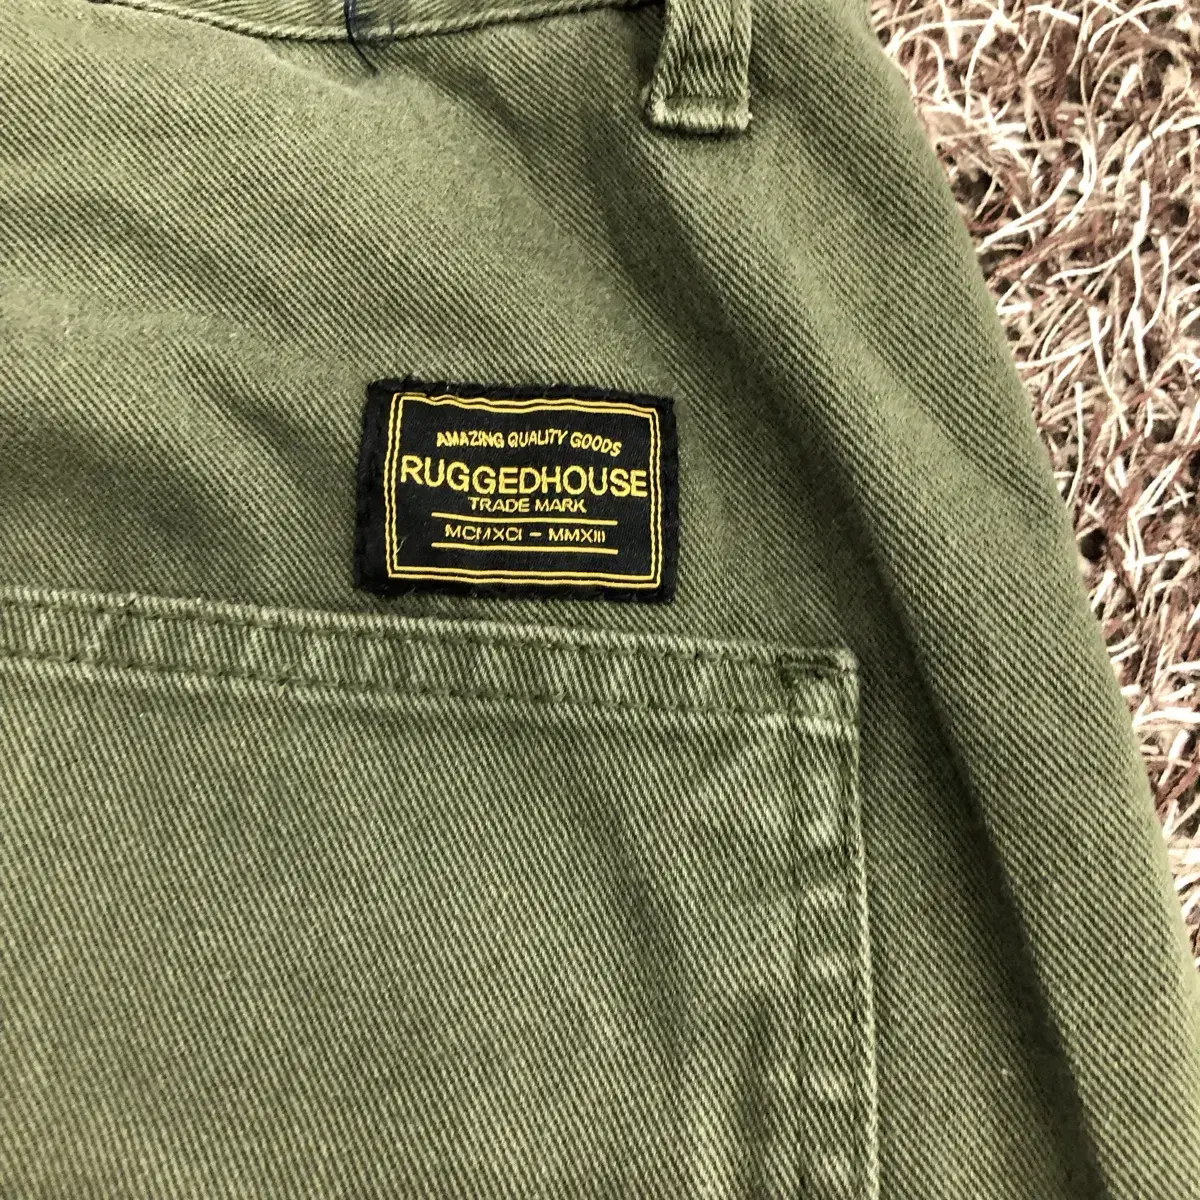 AMAZING QUALITY GOODS
RUGGEDHOUSE
TRADE MARK
MCMXCI - MMXIII